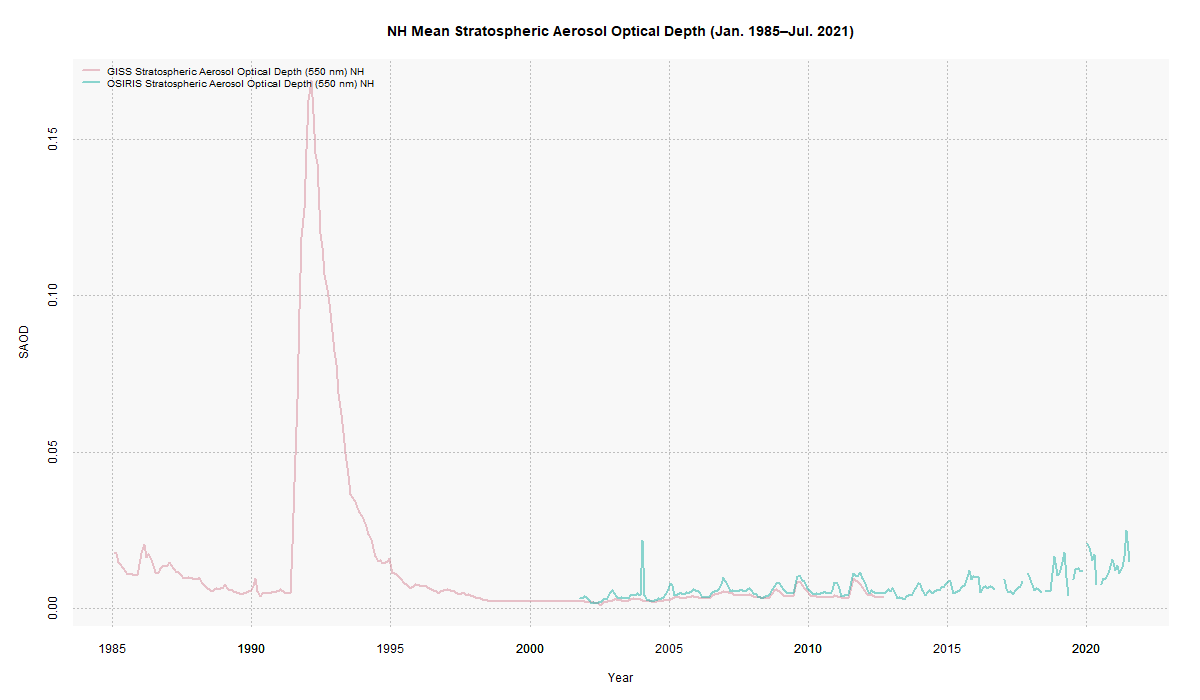 NH Mean Stratospheric Aerosol Optical Depth (Jan. 1985–Jul. 2021)
GISS Stratospheric Aerosol Optical Depth (550 nm) NH
OSIRIS Stratospheric Aerosol Optical Depth (550 nm) NH
SAOD
0.15
0.10
0.05
0.00
1985 1990 1995 2000 2005 2010 2015 2020
Year